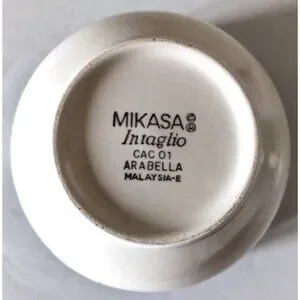 MIKASA
Intaglio
CAC 01
ARABELLA
MALAYSIA-E